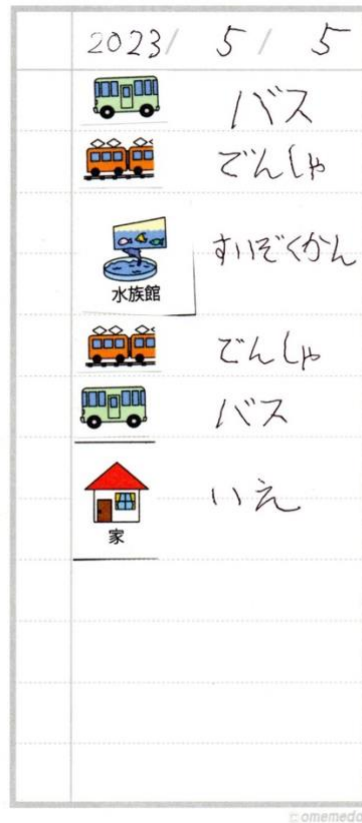 2023/ 5/ 5
バス
でんしゃ
すいぞくかん
水族館
でんしゃ
バス
いえ
家
omemedo